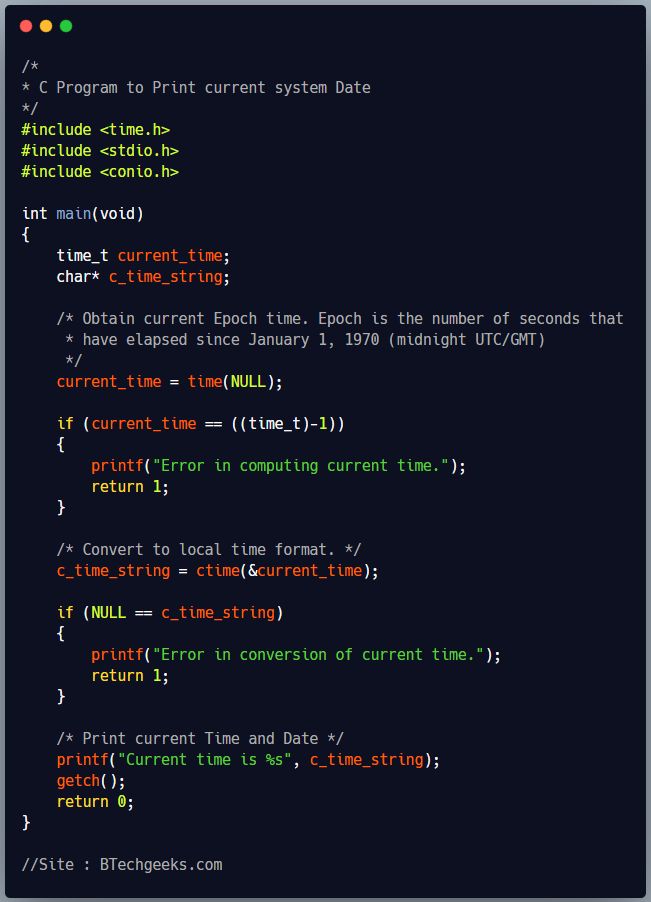 /*
* C Program to Print current system Date
*/
#include <time.h>
#include <stdio.h>
#include <conio.h>

int main(void)
{
    time_t current_time;
    char* c_time_string;

    /* Obtain current Epoch time. Epoch is the number of seconds that
     * have elapsed since January 1, 1970 (midnight UTC/GMT)
     */
    current_time = time(NULL);

    if (current_time == ((time_t)-1))
    {
        printf("Error in computing current time.");
        return 1;
    }

    /* Convert to local time format. */
    c_time_string = ctime(&current_time);

    if (NULL == c_time_string)
    {
        printf("Error in conversion of current time.");
        return 1;
    }

    /* Print current Time and Date */
    printf("Current time is %s", c_time_string);
    getch();
    return 0;
}

//Site : BTechgeeks.com